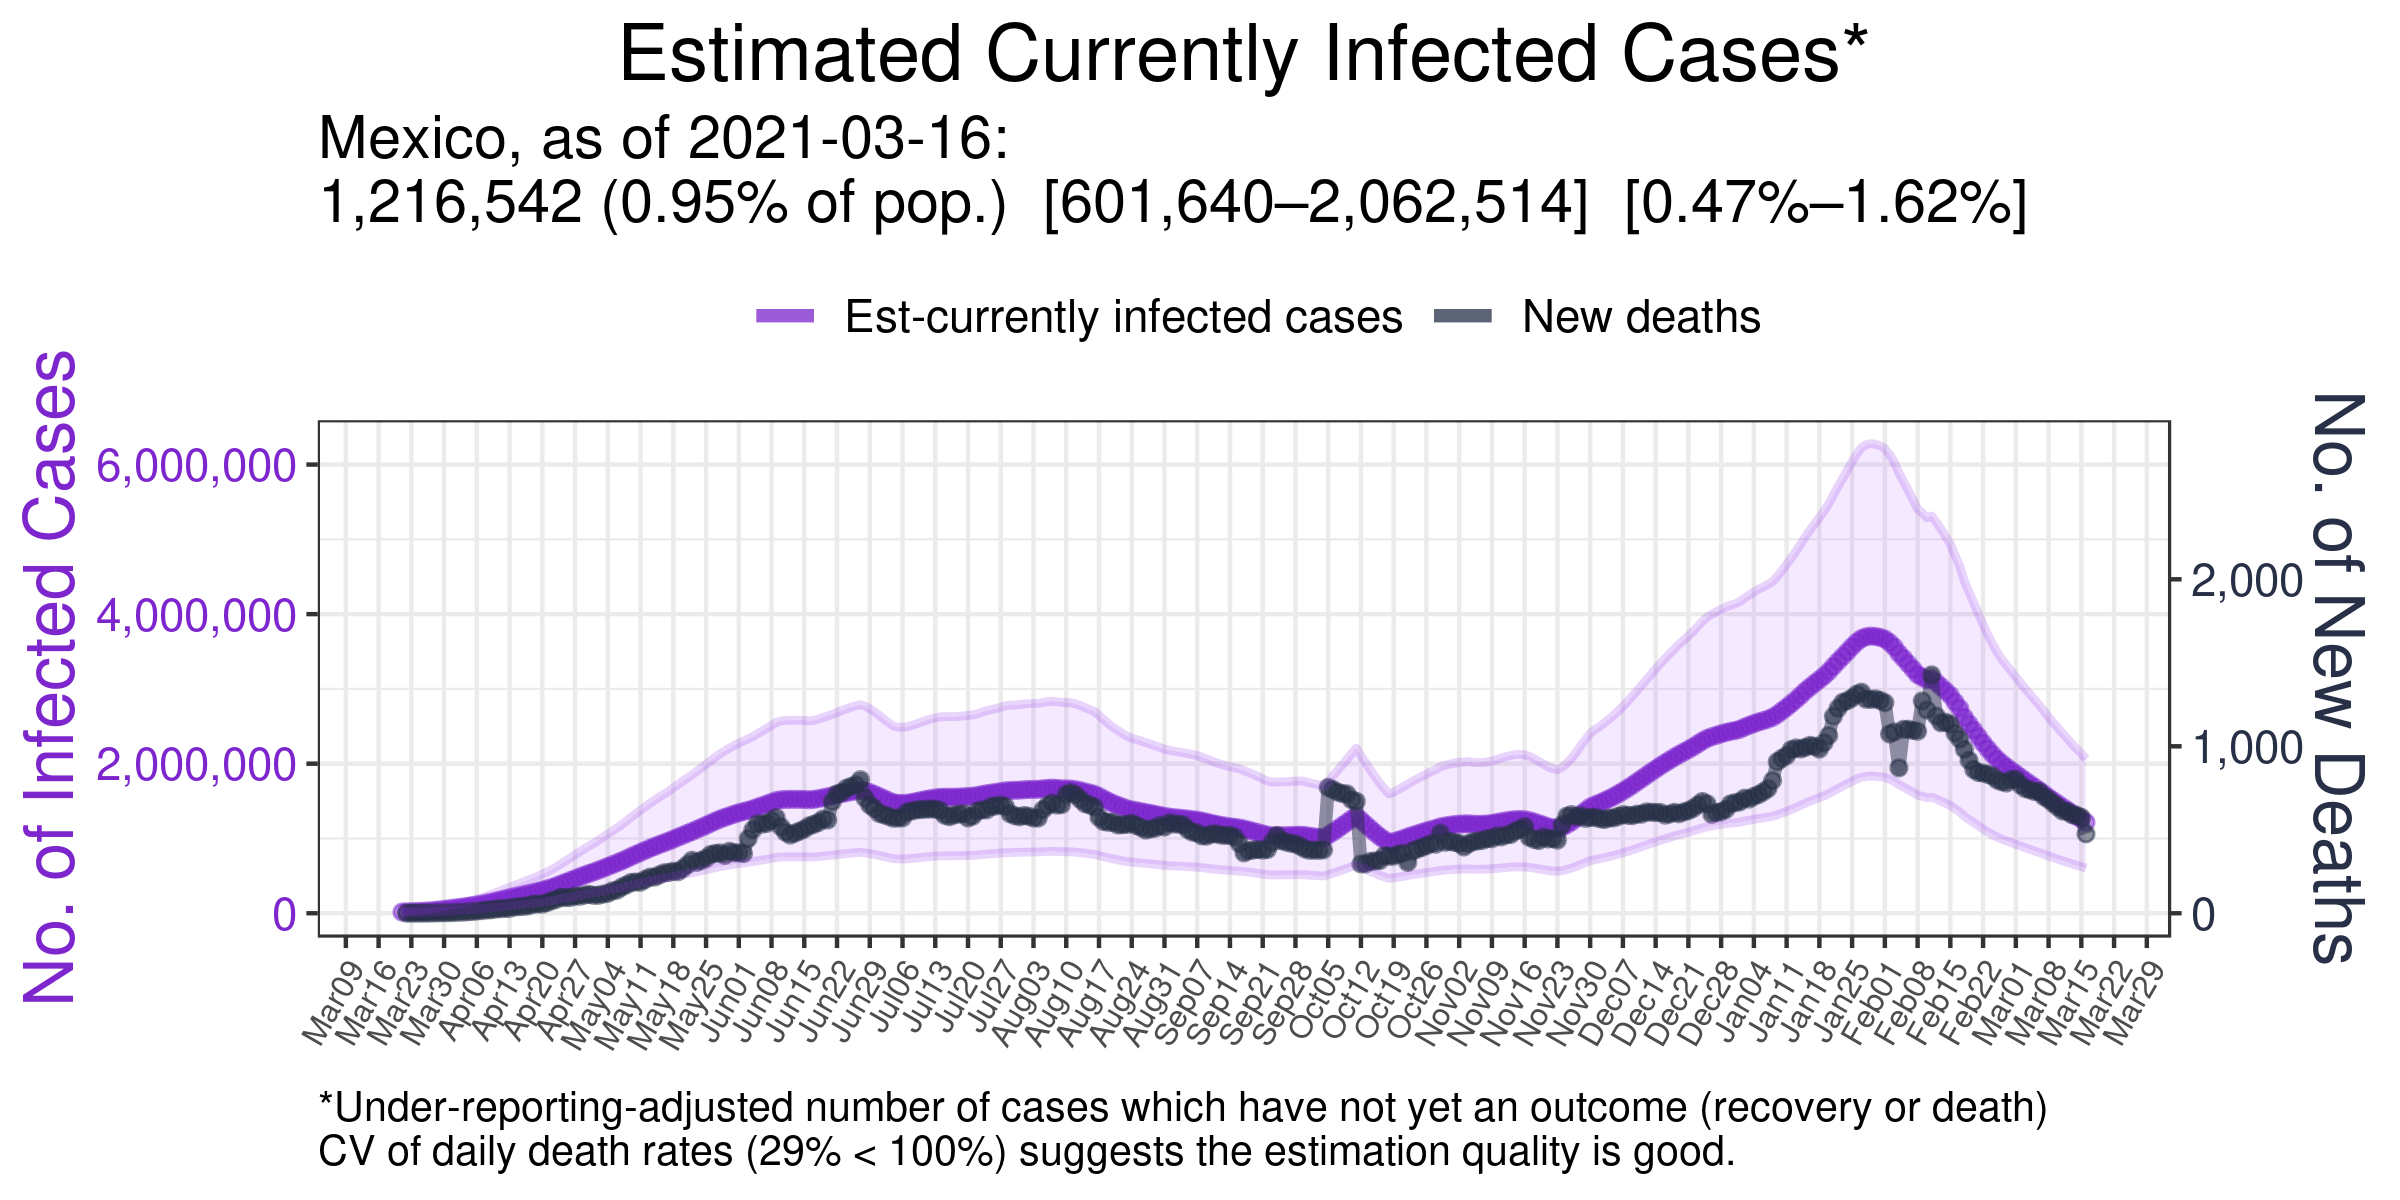 Estimated Currently Infected Cases*
Mexico, as of 2021-03-16:
1,216,542 (0.95% of pop.) [601,640–2,062,514] [0.47%–1.62%]
Est-currently infected cases New deaths
No. of Infected Cases
6,000,000
4,000,000
2,000,000
0
No. of New Deaths
2,000
1,000
0
Mar09 Mar16 Mar23 Mar30 Apr06 Apr13 Apr20 Apr27 May04 May11 May18 May25 Jun01 Jun08 Jun15 Jun22 Jun29 Jul06 Jul13 Jul20 Jul27 Aug03 Aug10 Aug17 Aug24 Aug31 Sep07 Sep14 Sep21 Sep28 Oct05 Oct12 Oct19 Oct26 Nov02 Nov09 Nov16 Nov23 Nov30 Dec07 Dec14 Dec21 Dec28 Jan04 Jan11 Jan18 Jan25 Feb01 Feb08 Feb15 Feb22 Mar01 Mar08 Mar15 Mar22 Mar29
*Under-reporting-adjusted number of cases which have not yet an outcome (recovery or death)
CV of daily death rates (29% < 100%) suggests the estimation quality is good.